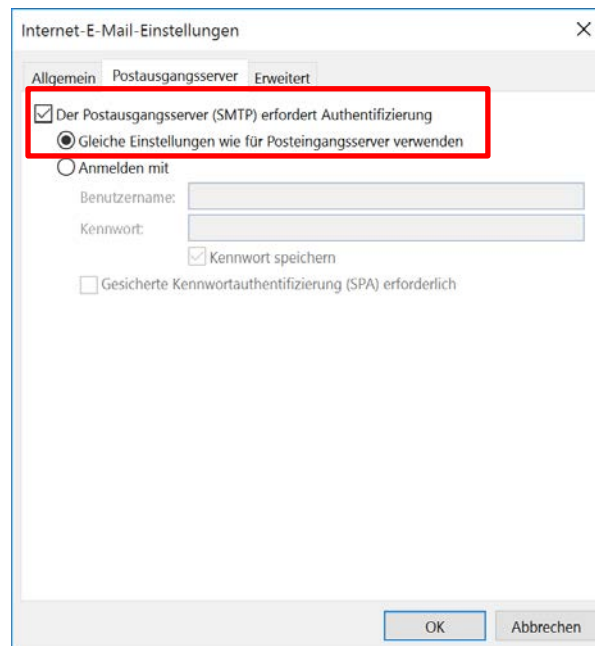 Internet-E-Mail-Einstellungen
Allgemein Postausgangsserver Erweitert
Der Postausgangsserver (SMTP) erfordert Authentifizierung
Gleiche Einstellungen wie für Posteingangsserver verwenden
Anmelden mit
Benutzername:
Kennwort:
Kennwort speichern
Gesicherte Kennwortauthentifizierung (SPA) erforderlich
OK Abbrechen